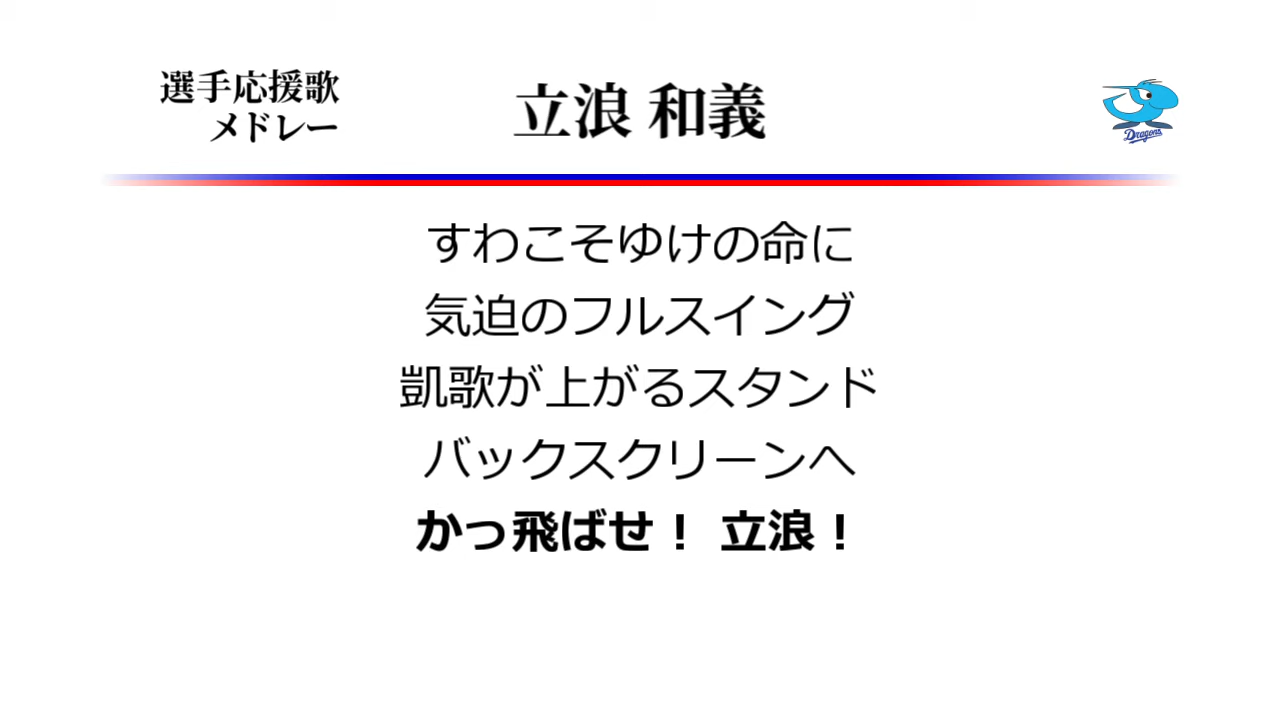 選手応援歌
メドレー
立浪 和義
Dragons
すわこそゆけの命に
気迫のフルスイング
凱歌が上がるスタンド
バックスクリーンへ
かっ飛ばせ！ 立浪！